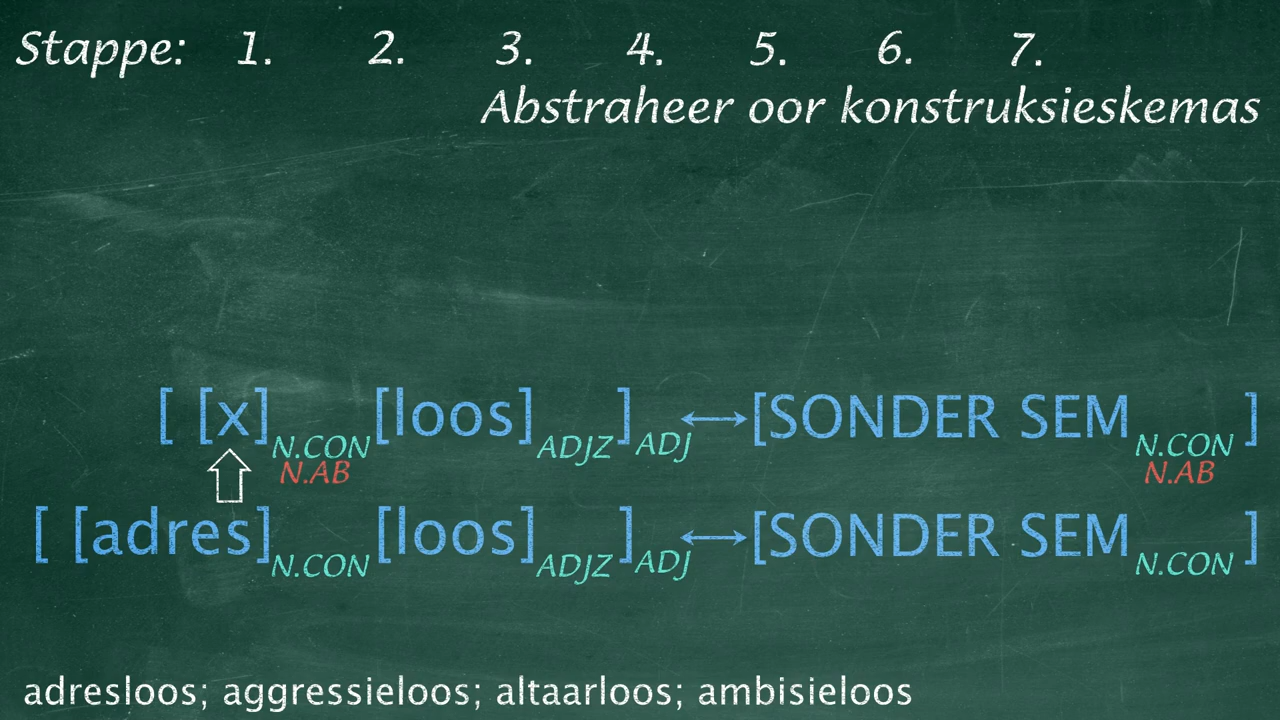 Stappe: 1. 2. 3. 4. 5. 6. 7.
Abstraheer oor konstruksieskemas
[ [x]N.CON [loos]ADJZ ]ADJ ↔ [SONDER SEM N.CON ]
N.AB N.AB
[ [adres]N.CON [loos]ADJZ ]ADJ ↔ [SONDER SEM N.CON ]
adresloos; aggressieloos; altaarloos; ambisieloos